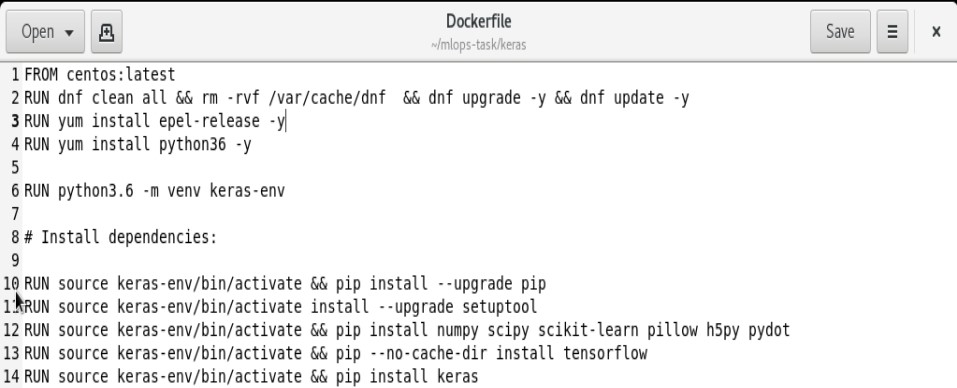 Open
Dockerfile
~/mlops-task/keras
Save
1 FROM centos:latest
2 RUN dnf clean all && rm -rvf /var/cache/dnf  && dnf upgrade -y && dnf update -y
3 RUN yum install epel-release -y
4 RUN yum install python36 -y
5
6 RUN python3.6 -m venv keras-env
7
8 # Install dependencies:
9
10 RUN source keras-env/bin/activate && pip install --upgrade pip
11 RUN source keras-env/bin/activate install --upgrade setuptool
12 RUN source keras-env/bin/activate && pip install numpy scipy scikit-learn pillow h5py pydot
13 RUN source keras-env/bin/activate && pip --no-cache-dir install tensorflow
14 RUN source keras-env/bin/activate && pip install keras